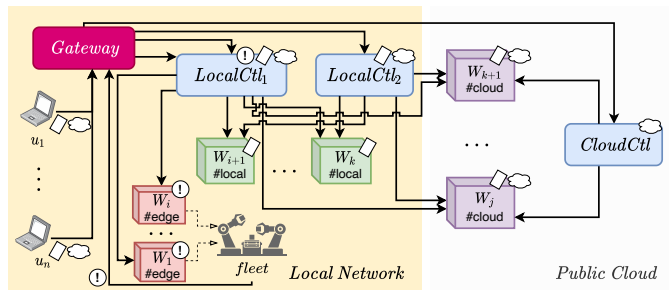 Gateway
!
LocalCtl1
LocalCtl2
Wk+1
#cloud
u1
Wi+1
#local
...
Wk
#local
...
CloudCtl
Wi
!
#edge
...
Wj
#cloud
un
W1
!
#edge
fleet
!
Local Network
Public Cloud